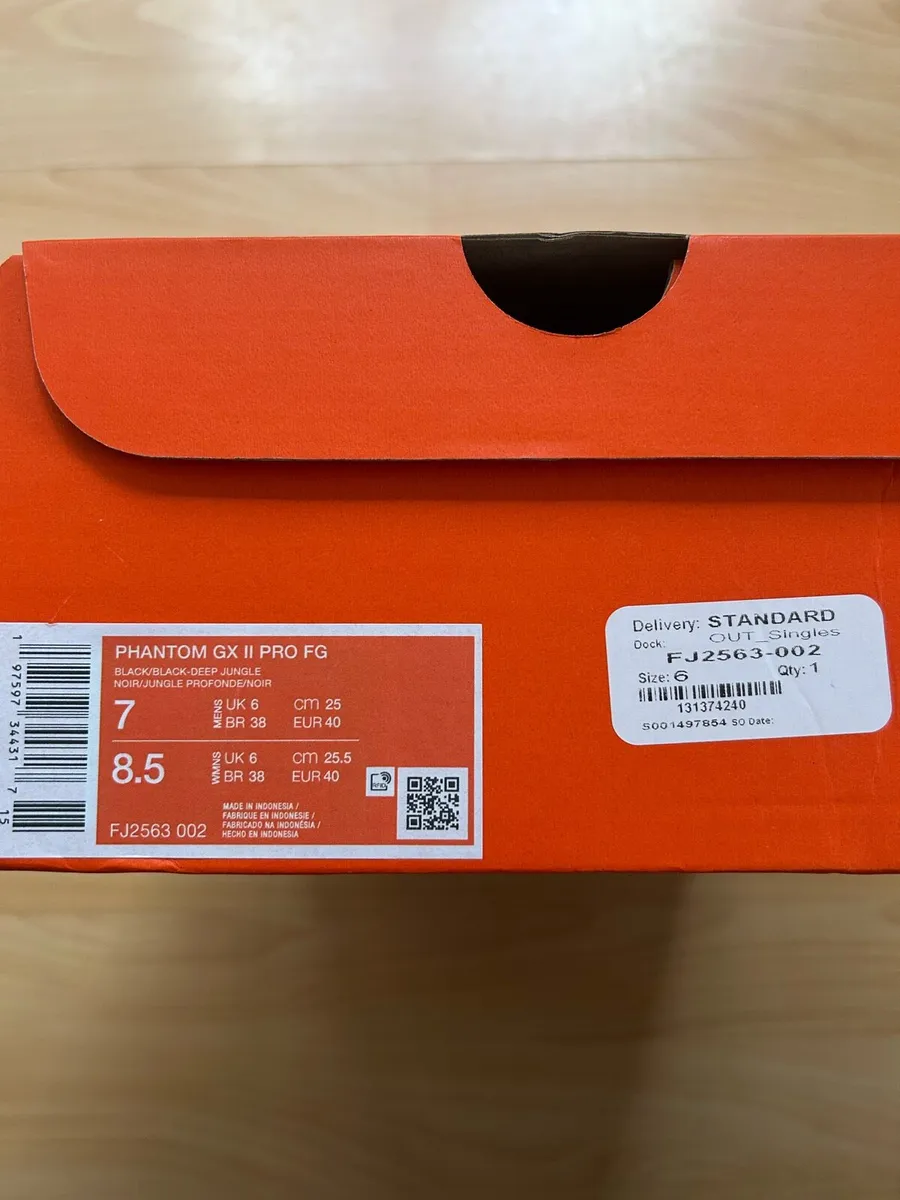 PHANTOM GX II PRO FG
BLACK/BLACK-DEEP JUNGLE
NOIR/JUNGLE PROFONDE/NOIR
7 MENS UK 6 cm 25
BR 38 EUR 40
8.5 WMNS UK 6 cm 25.5
BR 38 EUR 40
RFID
MADE IN INDONESIA /
FABRIQUE EN INDONESIE /
FABRICADO NA INDONÉSIA /
HECHO EN INDONESIA
FJ2563 002
1 97597 34431 7 15
Delivery: STANDARD
Dock: OUT_Singles
FJ2563-002
Size: 6 Qty: 1
131374240
S001497854 SO Date: